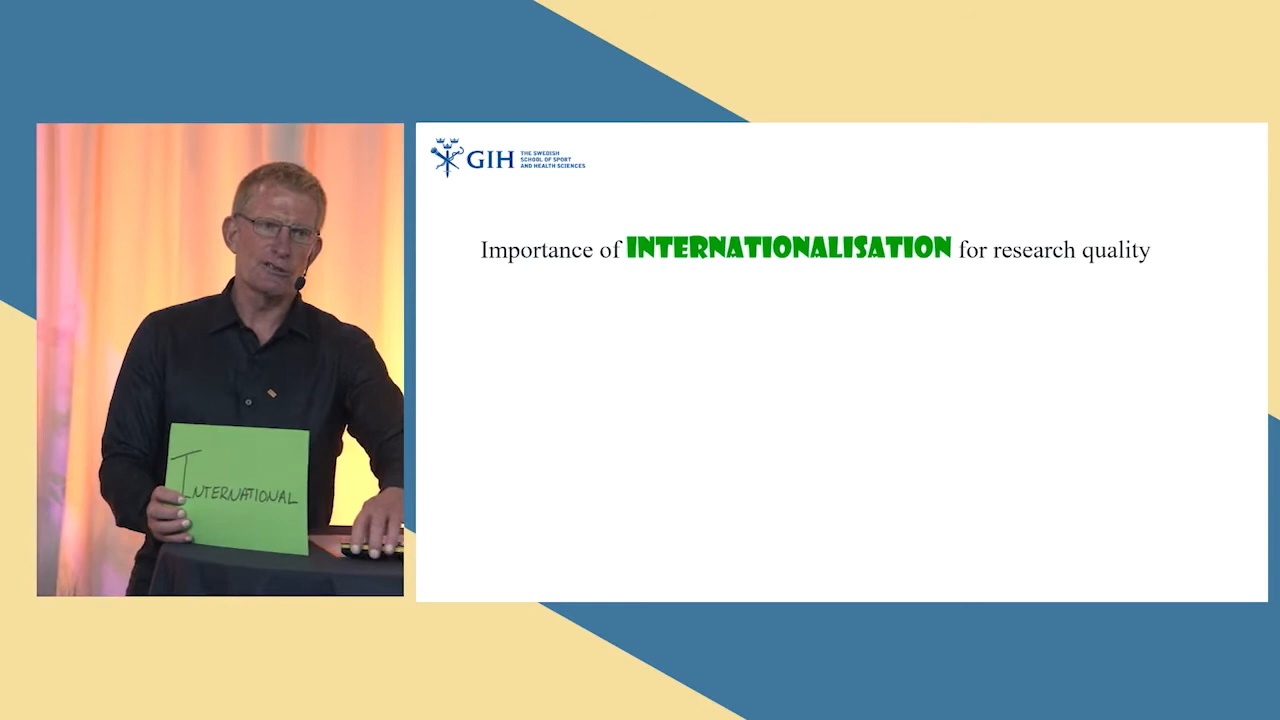 GIH
THE SWEDISH
SCHOOL OF SPORT
AND HEALTH SCIENCES
Importance of INTERNATIONALISATION for research quality
INTERNATIONAL